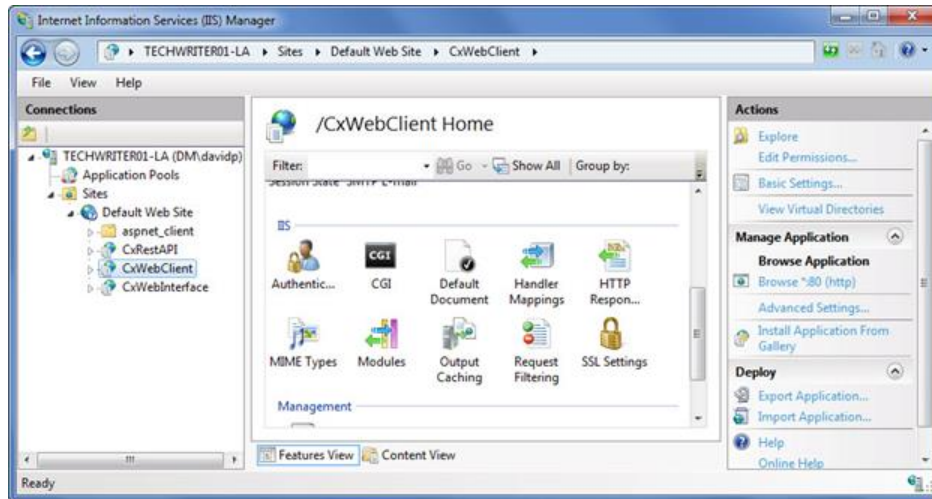 Internet Information Services (IIS) Manager
TECHWRITER01-LA Sites Default Web Site CxWebClient
File View Help
Connections
TECHWRITER01-LA (DM\davidp)
Application Pools
Sites
Default Web Site
aspnet_client
CxRestAPI
CxWebClient
CxWebInterface
/CxWebClient Home
Filter: Go Show All Group by:
Session State SMTP E-mail
IIS
Authentic... CGI Default Document Handler Mappings HTTP Respon...
MIME Types Modules Output Caching Request Filtering SSL Settings
Management
Features View Content View
Actions
Explore
Edit Permissions...
Basic Settings...
View Virtual Directories
Manage Application
Browse Application
Browse *:80 (http)
Advanced Settings...
Install Application From
Gallery
Deploy
Export Application...
Import Application...
Help
Online Help
Ready